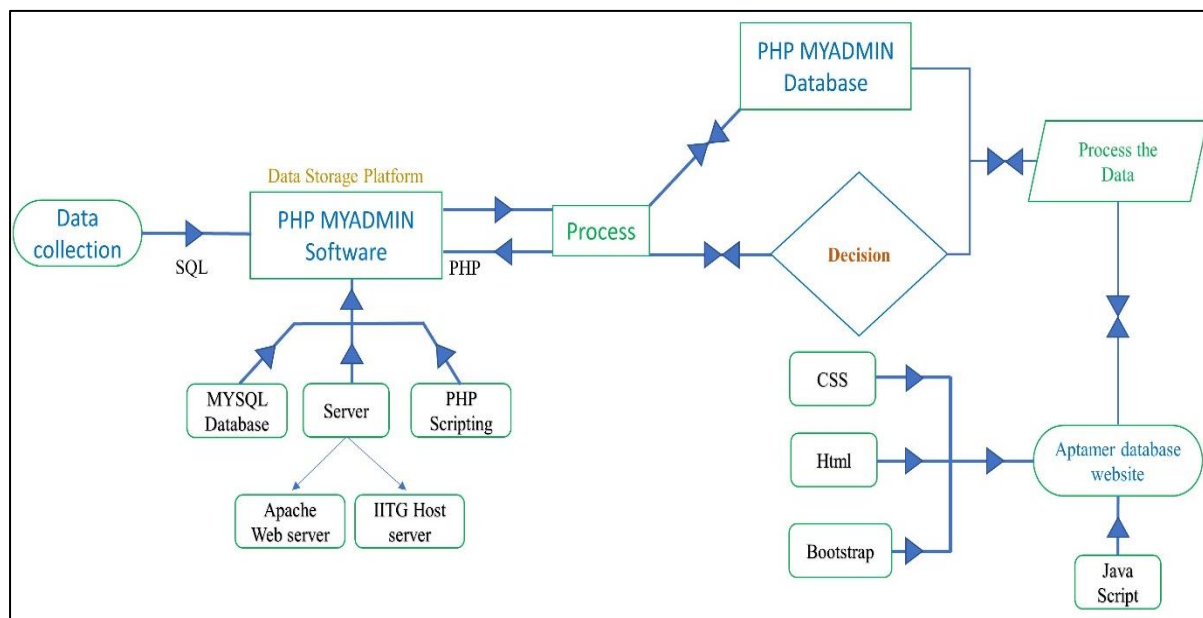 PHP MYADMIN
Database
Process the
Data
Data Storage Platform
Data
collection
SQL
PHP MYADMIN
Software
PHP
Process
Decision
MYSQL
Database
Server
PHP
Scripting
Apache
Web server
IITG Host
server
CSS
Html
Bootstrap
Aptamer database
website
Java
Script